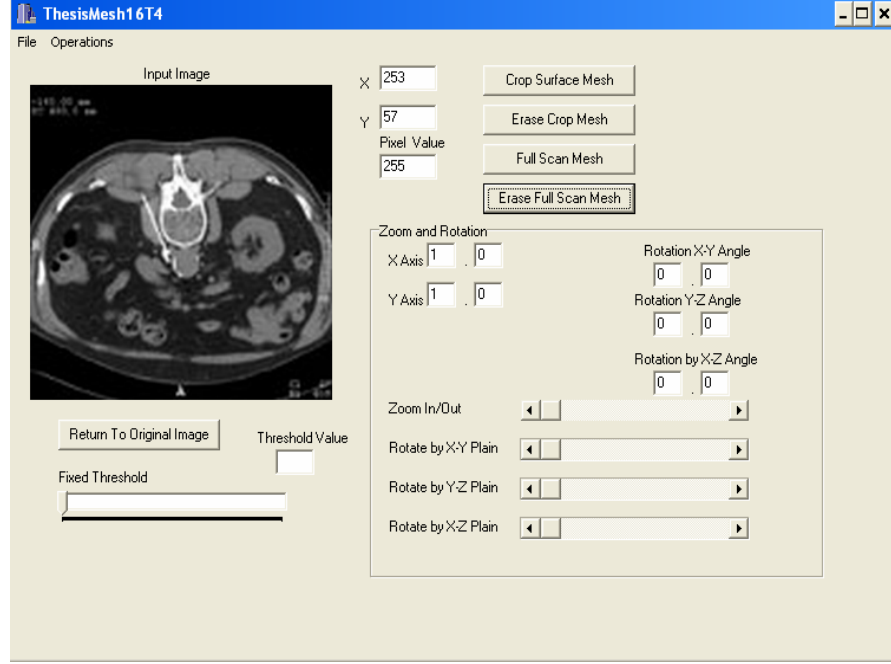 ThesisMesh16T4
File Operations
Input Image
X 253
Y 57
Pixel Value
255
Crop Surface Mesh
Erase Crop Mesh
Full Scan Mesh
Erase Full Scan Mesh
Zoom and Rotation
X Axis 1 . 0
Y Axis 1 . 0
Rotation X-Y Angle
0 . 0
Rotation Y-Z Angle
0 . 0
Rotation by X-Z Angle
0 . 0
Zoom In/Out
Rotate by X-Y Plain
Rotate by Y-Z Plain
Rotate by X-Z Plain
Return To Original Image
Threshold Value
Fixed Threshold